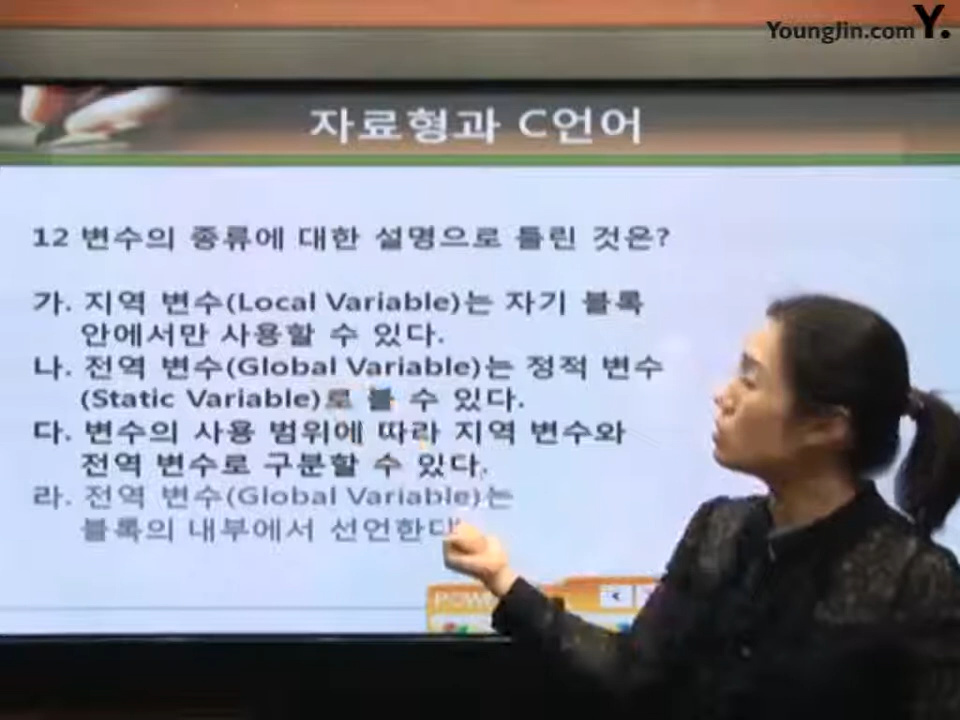 YoungJin.com Y.
자료형과 C언어
12 변수의 종류에 대한 설명으로 틀린 것은?
가. 지역 변수(Local Variable)는 자기 블록
안에서만 사용할 수 있다.
나. 전역 변수(Global Variable)는 정적 변수
(Static Variable)로 볼 수 있다.
다. 변수의 사용 범위에 따라 지역 변수와
전역 변수로 구분할 수 있다.
라. 전역 변수(Global Variable)는
블록의 내부에서 선언한다